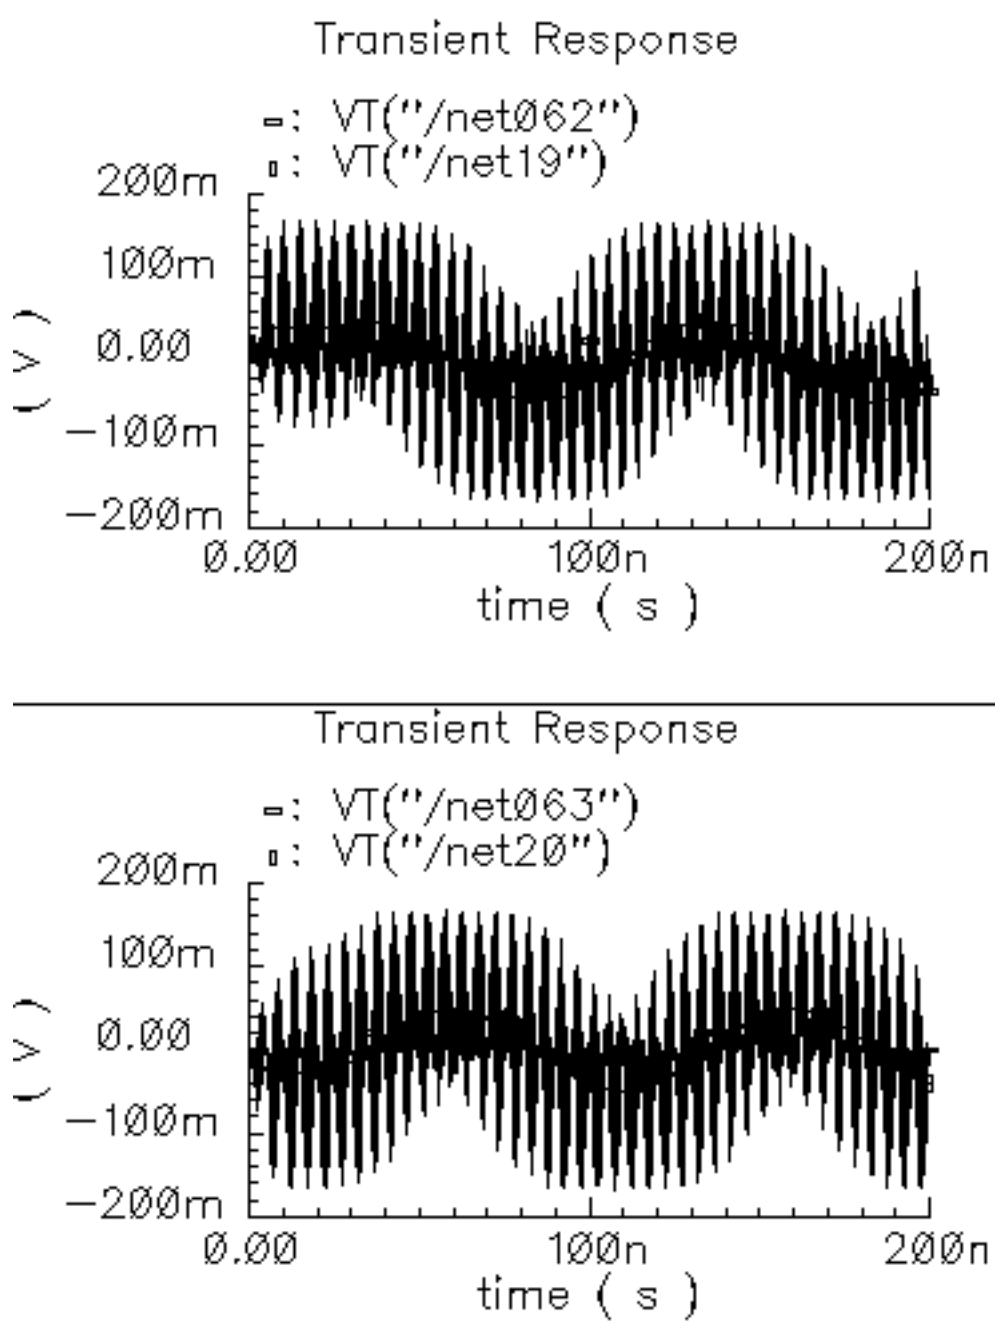 Transient Response
-: VT("/net062")
▯: VT("/net19")
200m
100m
0.00
( V )
-100m
-200m
0.00 100n 200n
time ( s )
Transient Response
-: VT("/net063")
▯: VT("/net20")
200m
100m
0.00
( V )
-100m
-200m
0.00 100n 200n
time ( s )